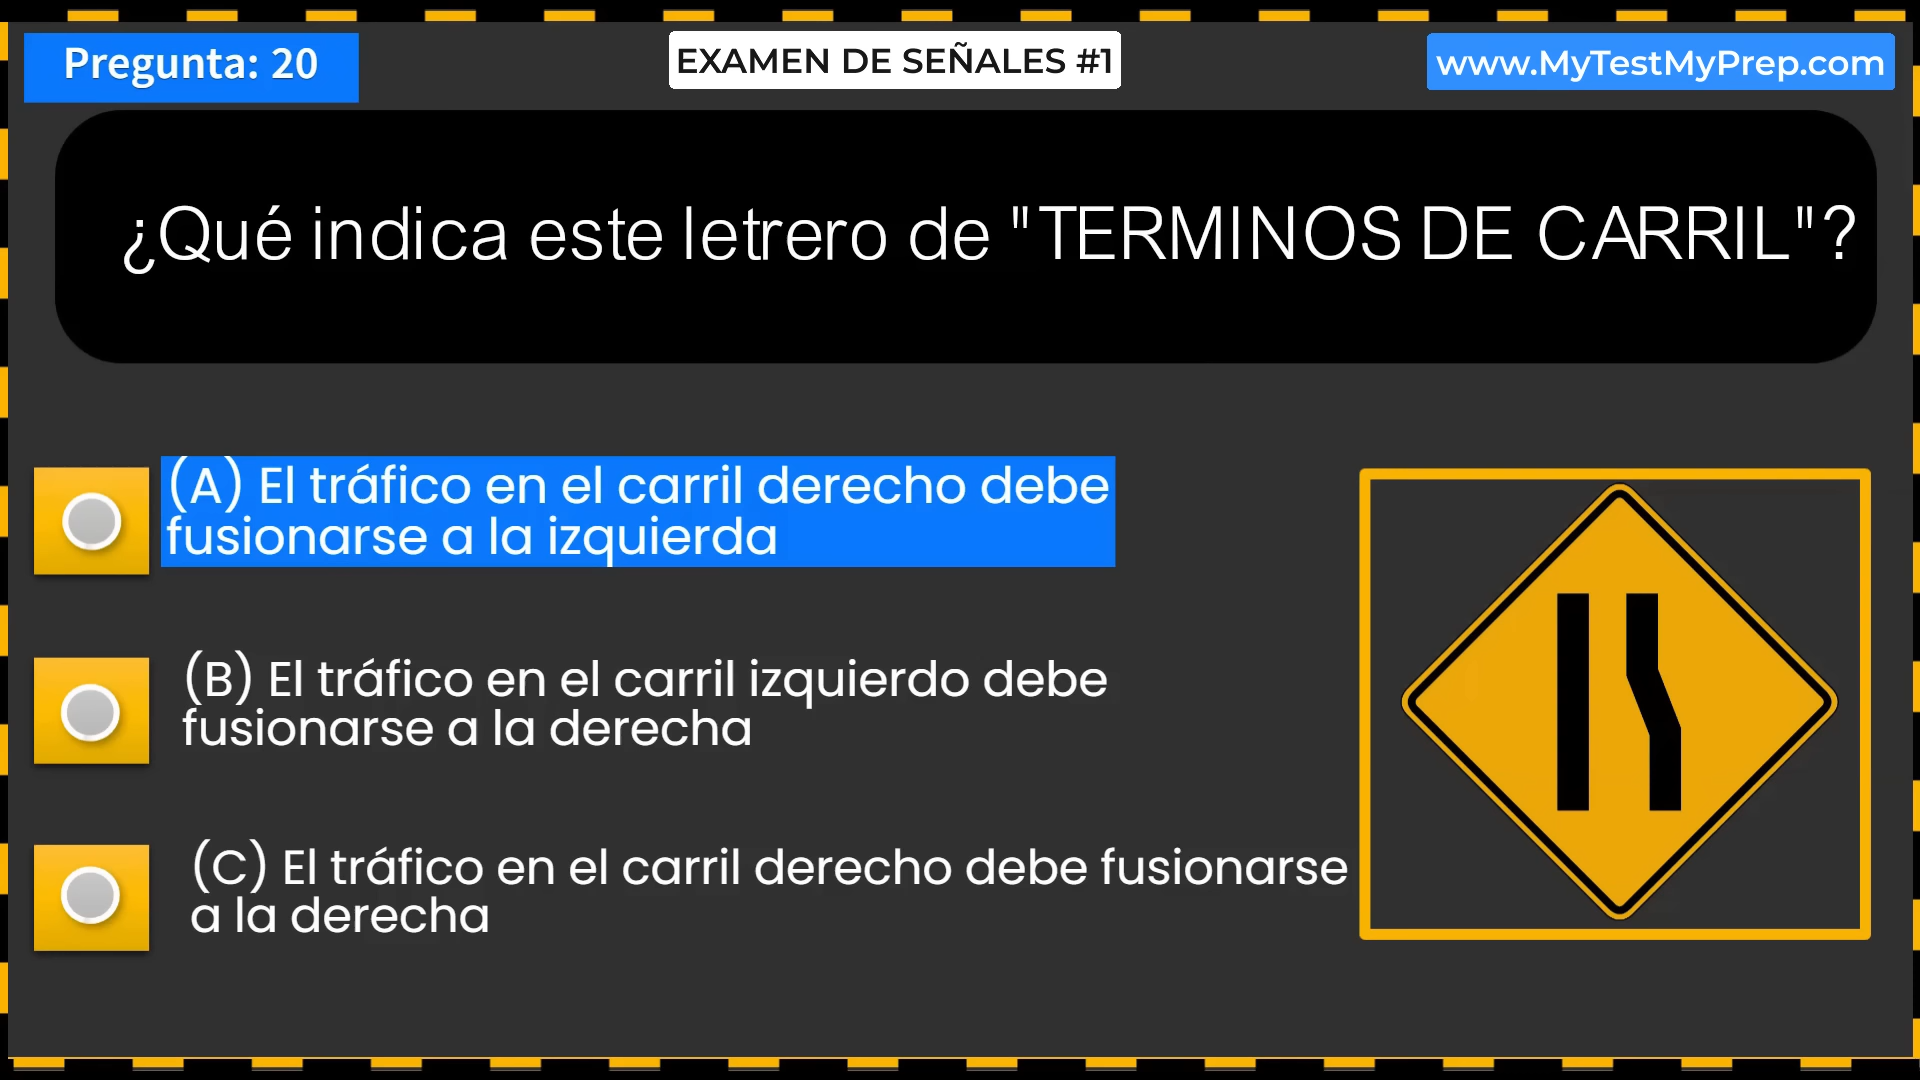 Pregunta: 20
EXAMEN DE SEÑALES #1
www.MyTestMyPrep.com
¿Qué indica este letrero de "TERMINOS DE CARRIL"?
(A) El tráfico en el carril derecho debe
fusionarse a la izquierda
(B) El tráfico en el carril izquierdo debe
fusionarse a la derecha
(C) El tráfico en el carril derecho debe fusionarse
a la derecha